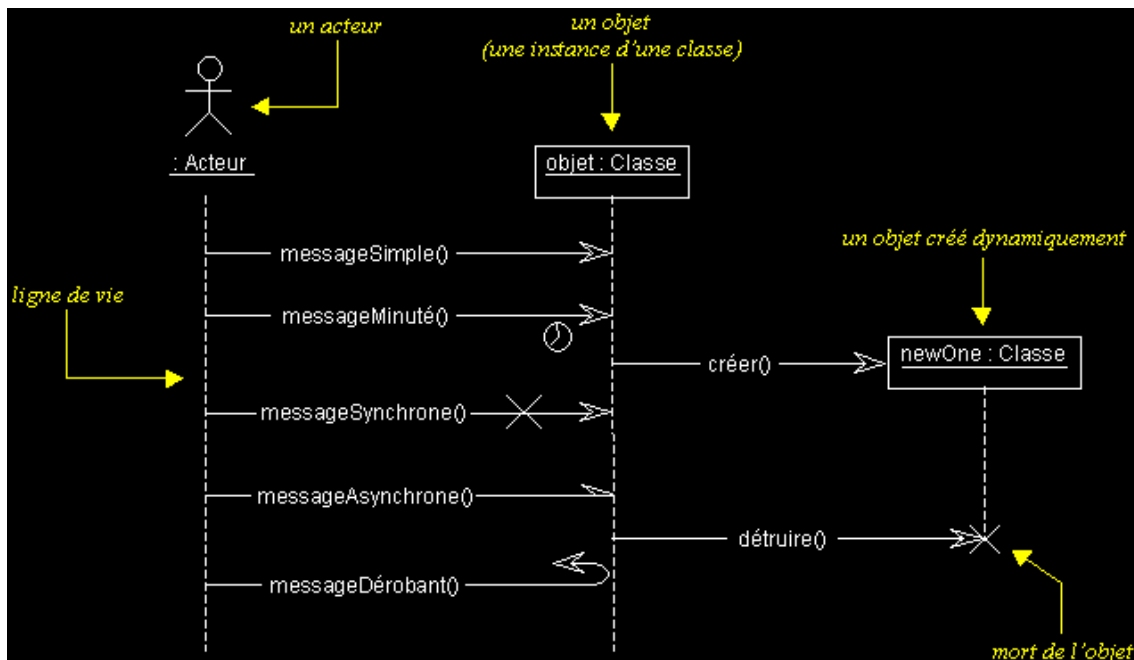 un acteur
un objet
(une instance d'une classe)
: Acteur
objet : Classe
messageSimple()
un objet créé dynamiquement
ligne de vie
messageMinuté()
newOne : Classe
créer()
messageSynchrone()
messageAsynchrone()
détruire()
messageDérobant()
mort de l'objet